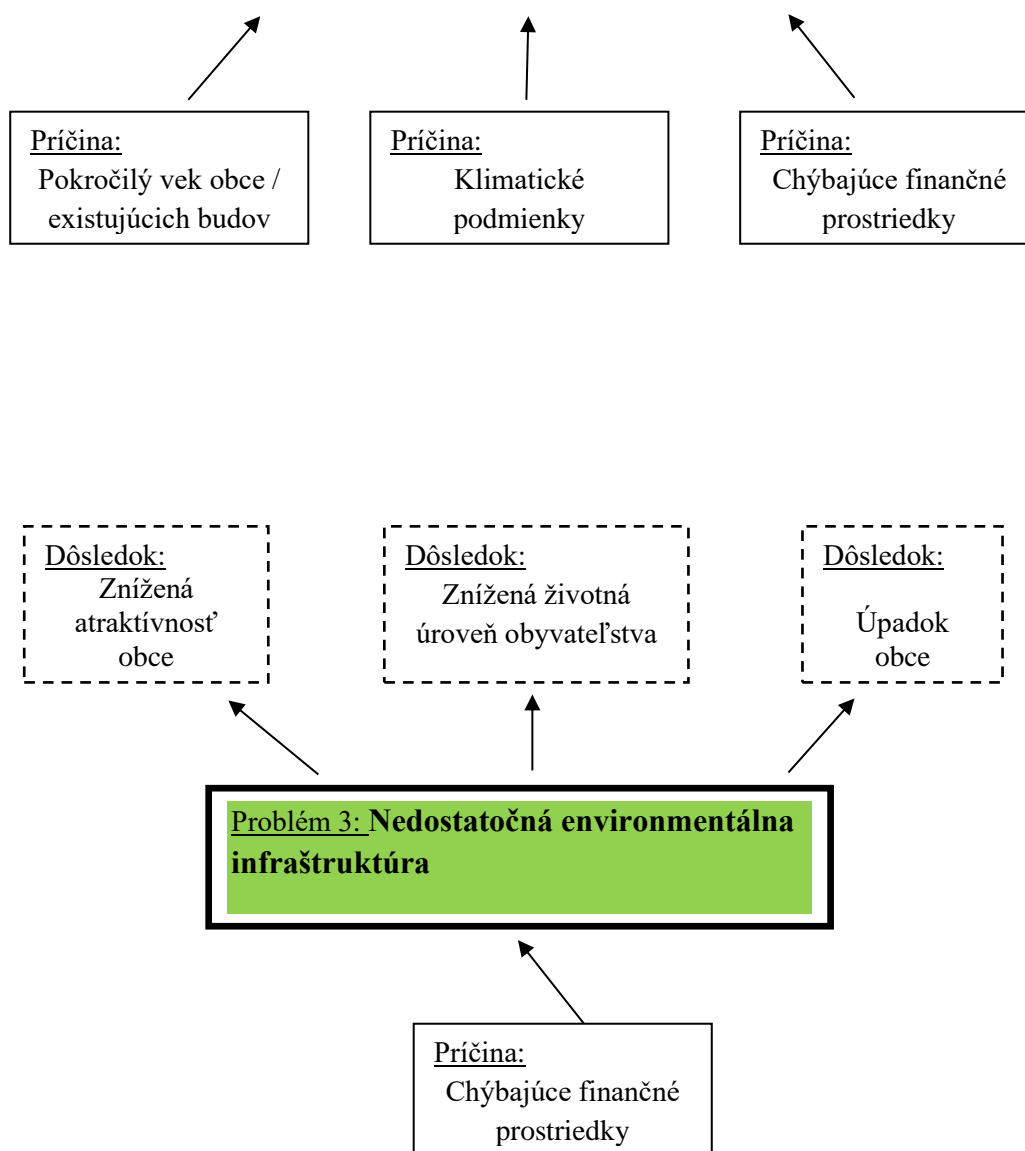 Príčina:
Pokročilý vek obce /
existujúcich budov
Príčina:
Klimatické
podmienky
Príčina:
Chýbajúce finančné
prostriedky
Dôsledok:
Znížená
atraktívnosť
obce
Dôsledok:
Znížená životná
úroveň obyvateľstva
Dôsledok:
Úpadok
obce
Problém 3: Nedostatočná environmentálna
infraštruktúra
Príčina:
Chýbajúce finančné
prostriedky